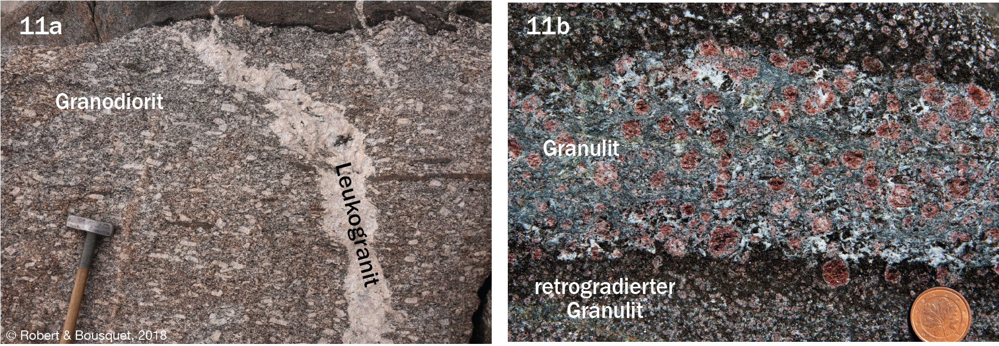 11a
Granodiorit
Leukogranit
© Robert & Bousquet, 2018
11b
Granulit
retrogradierter
Granulit